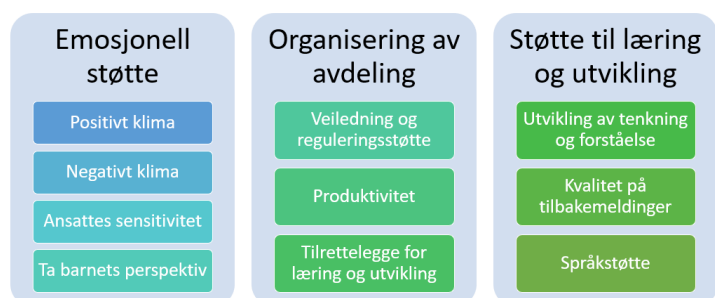 Emosjonell
støtte
Positivt klima
Negativt klima
Ansattes sensitivitet
Ta barnets perspektiv
Organisering av
avdeling
Veiledning og
reguleringsstøtte
Produktivitet
Tilrettelegge for
læring og utvikling
Støtte til læring
og utvikling
Utvikling av tenkning
og forståelse
Kvalitet på
tilbakemeldinger
Språkstøtte